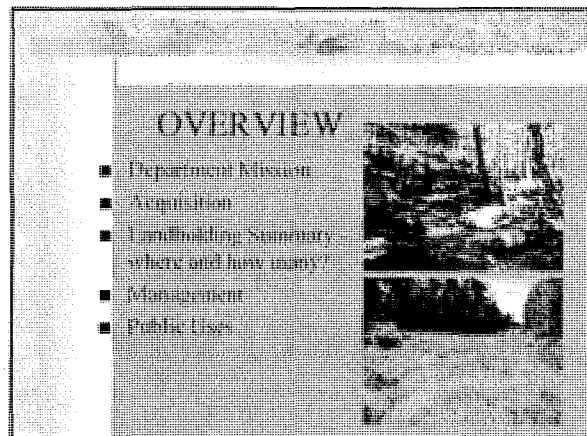 OVERVIEW
Department Mission
Acquisition
Landholding Summary
where and how many?
Management
Public Uses